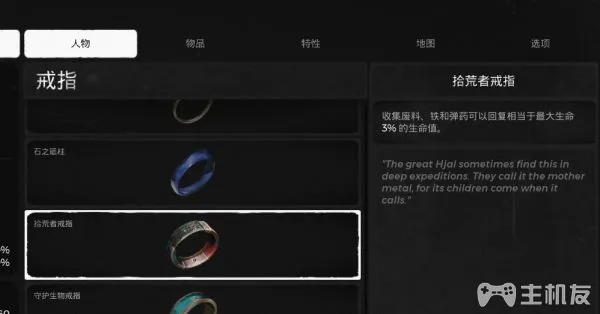 人物
物品
特性
地图
选项
戒指
石之砥柱
拾荒者戒指
守护生物戒指
拾荒者戒指
收集废料、铁和弹药可以回复相当于最大生命
3% 的生命值。
"The great Hjal sometimes find this in
deep expeditions. They call it the mother
metal, for its children come when it
calls."
%
%
主机友